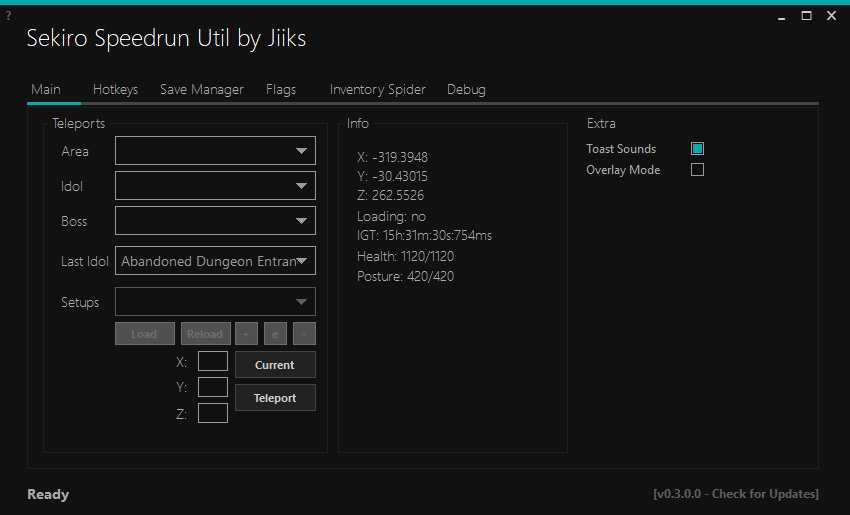 ?
Sekiro Speedrun Util by Jiiks
Main Hotkeys Save Manager Flags Inventory Spider Debug
Teleports
Area
Idol
Boss
Last Idol Abandoned Dungeon Entran
Setups
Load Reload + e -
X: Current
Y:
Teleport
Z:
Info
X: -319.3948
Y: -30.43015
Z: 262.5526
Loading: no
IGT: 15h:31m:30s:754ms
Health: 1120/1120
Posture: 420/420
Extra
Toast Sounds
Overlay Mode
Ready
[v0.3.0.0 - Check for Updates]